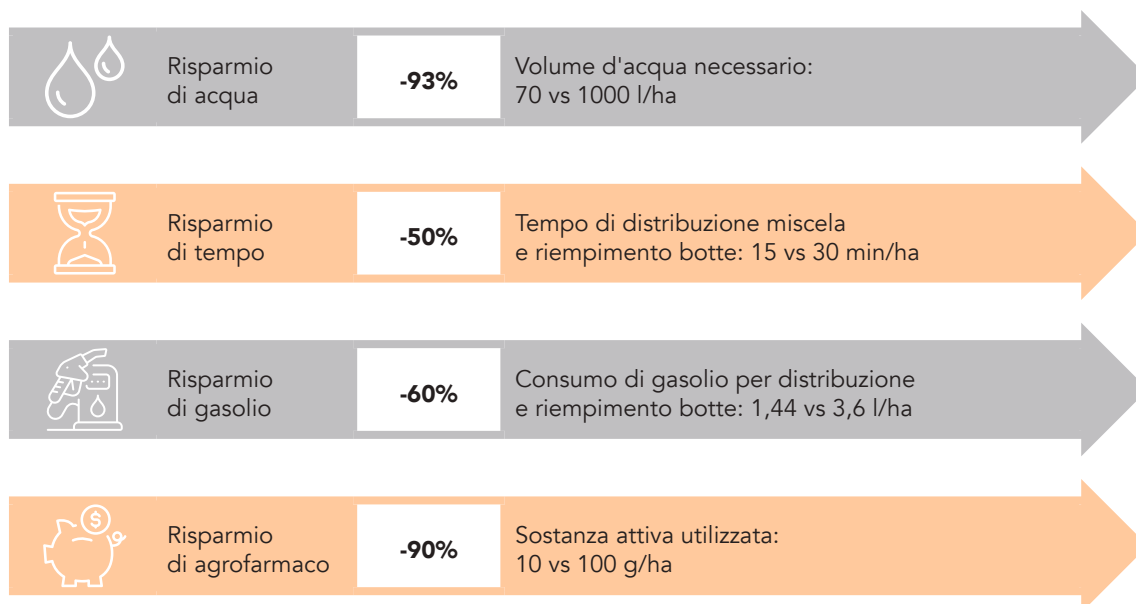 Risparmio
di acqua
-93%
Volume d'acqua necessario:
70 vs 1000 l/ha
Risparmio
di tempo
-50%
Tempo di distribuzione miscela
e riempimento botte: 15 vs 30 min/ha
Risparmio
di gasolio
-60%
Consumo di gasolio per distribuzione
e riempimento botte: 1,44 vs 3,6 l/ha
$
Risparmio
di agrofarmaco
-90%
Sostanza attiva utilizzata:
10 vs 100 g/ha